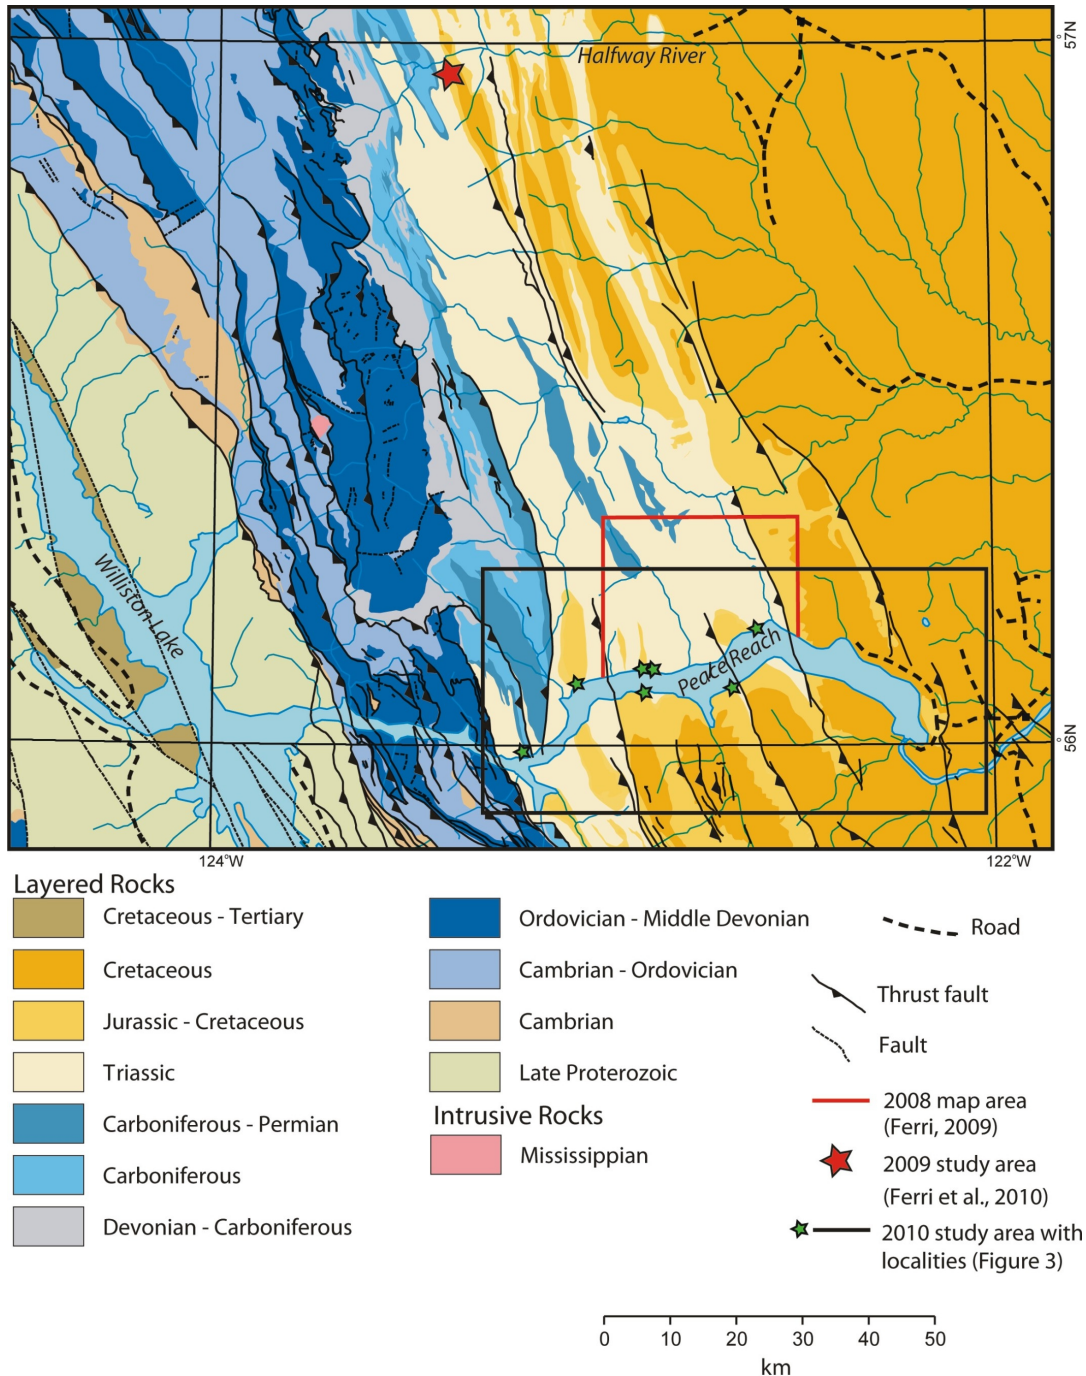 Halfway River
57°N
Williston Lake
Peace Reach
56°N
124°W
122°W
Layered Rocks
Cretaceous - Tertiary
Cretaceous
Jurassic - Cretaceous
Triassic
Carboniferous - Permian
Carboniferous
Devonian - Carboniferous
Ordovician - Middle Devonian
Cambrian - Ordovician
Cambrian
Late Proterozoic
Intrusive Rocks
Mississippian
Road
Thrust fault
Fault
2008 map area
(Ferri, 2009)
2009 study area
(Ferri et al., 2010)
2010 study area with
localities (Figure 3)
0 10 20 30 40 50
km